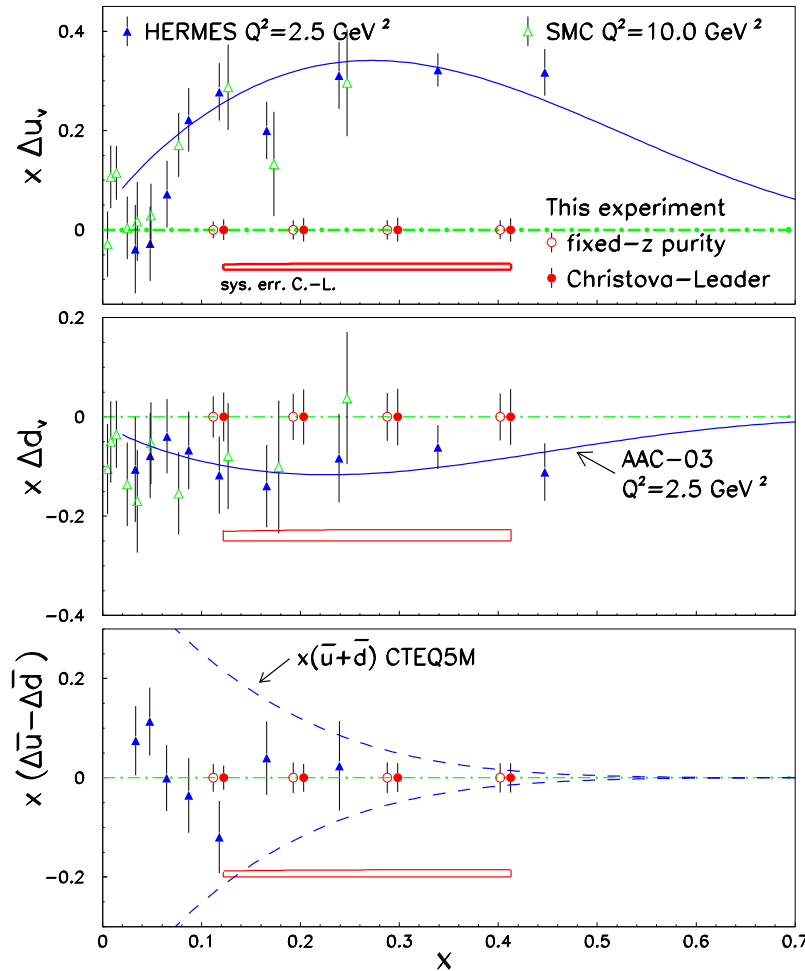 HERMES Q²=2.5 GeV²
SMC Q²=10.0 GeV²
0.4
0.2
0
x Δu_v
This experiment
fixed-z purity
Christova-Leader
sys. err. C.-L.
0.2
0
-0.2
-0.4
x Δd_v
AAC-03
Q²=2.5 GeV²
x(u̅+d̅) CTEQ5M
0.2
0
-0.2
x (Δu̅-Δd̅)
0 0.1 0.2 0.3 0.4 0.5 0.6 0.7
x